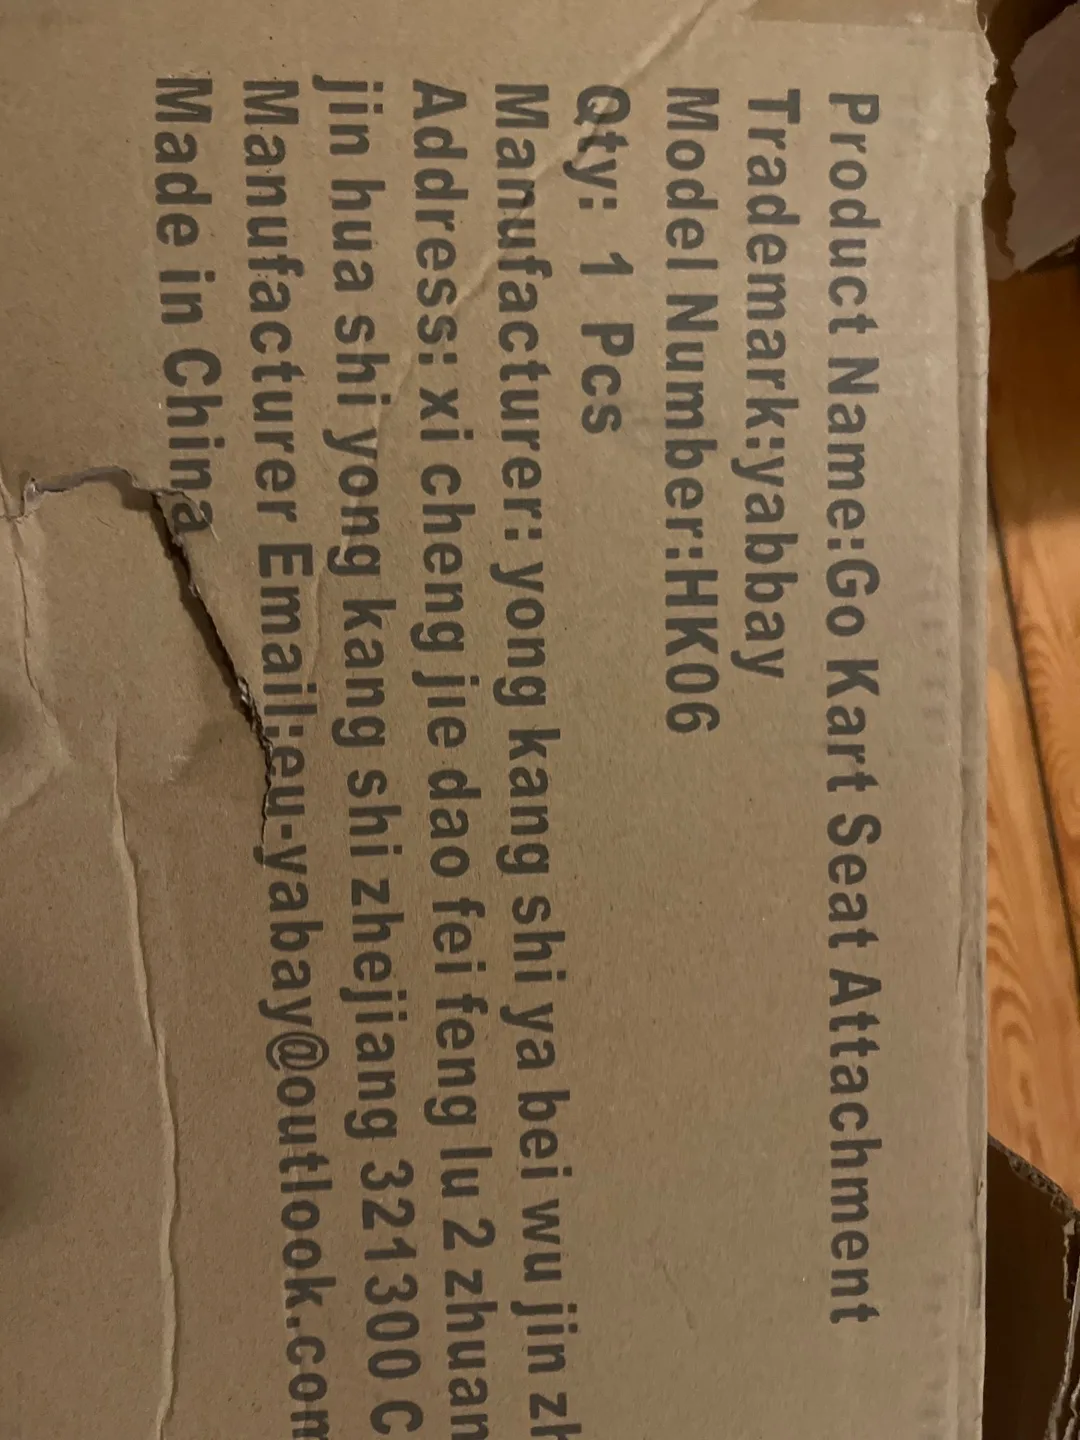 Product Name:Go Kart Seat Attachment
Trademark:yabbay
Model Number:HK06
Qty: 1 Pcs
Manufacturer: yong kang shi ya bei wu jin
Address: xi cheng jie dao fei feng lu 2 zhuan
jin hua shi yong kang shi zhejiang 321300 C
Manufacturer Email:eu-yabay@outlook.com
Made in China